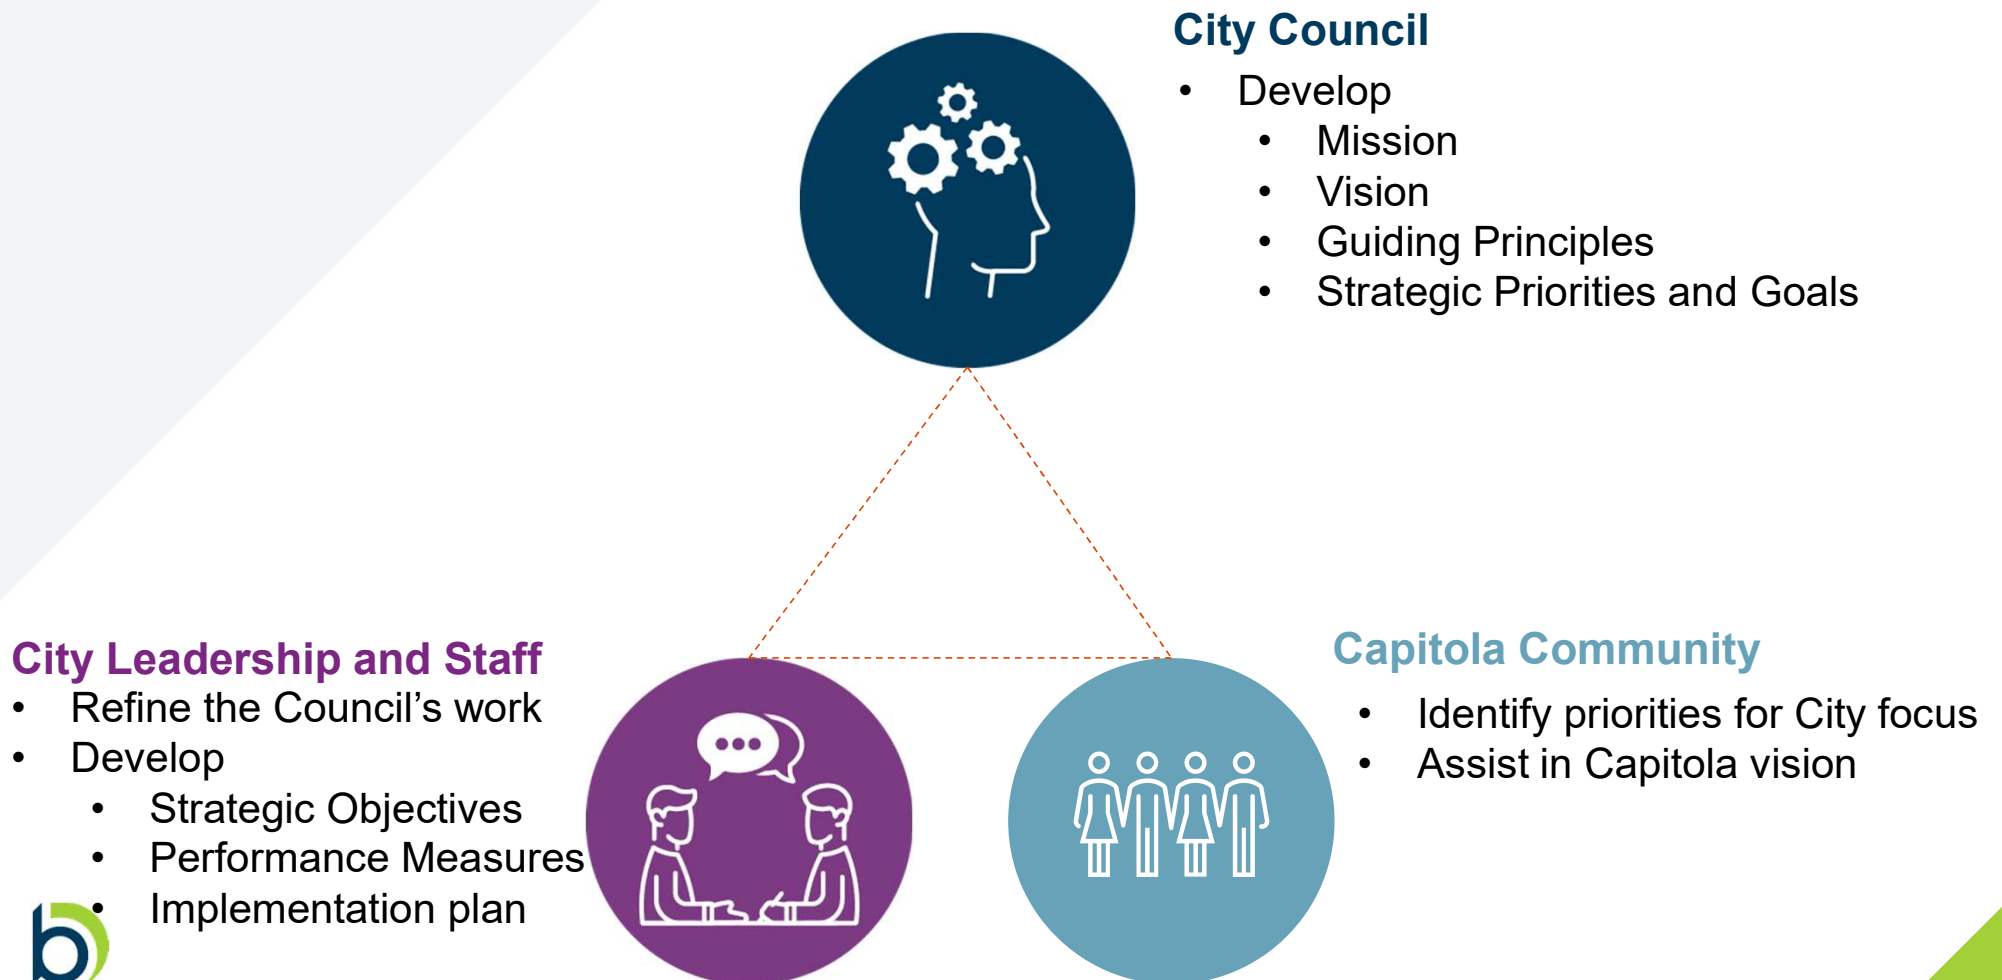 City Council
• Develop
• Mission
• Vision
• Guiding Principles
• Strategic Priorities and Goals
City Leadership and Staff
• Refine the Council’s work
• Develop
• Strategic Objectives
• Performance Measures
• Implementation plan
Capitola Community
• Identify priorities for City focus
• Assist in Capitola vision
b